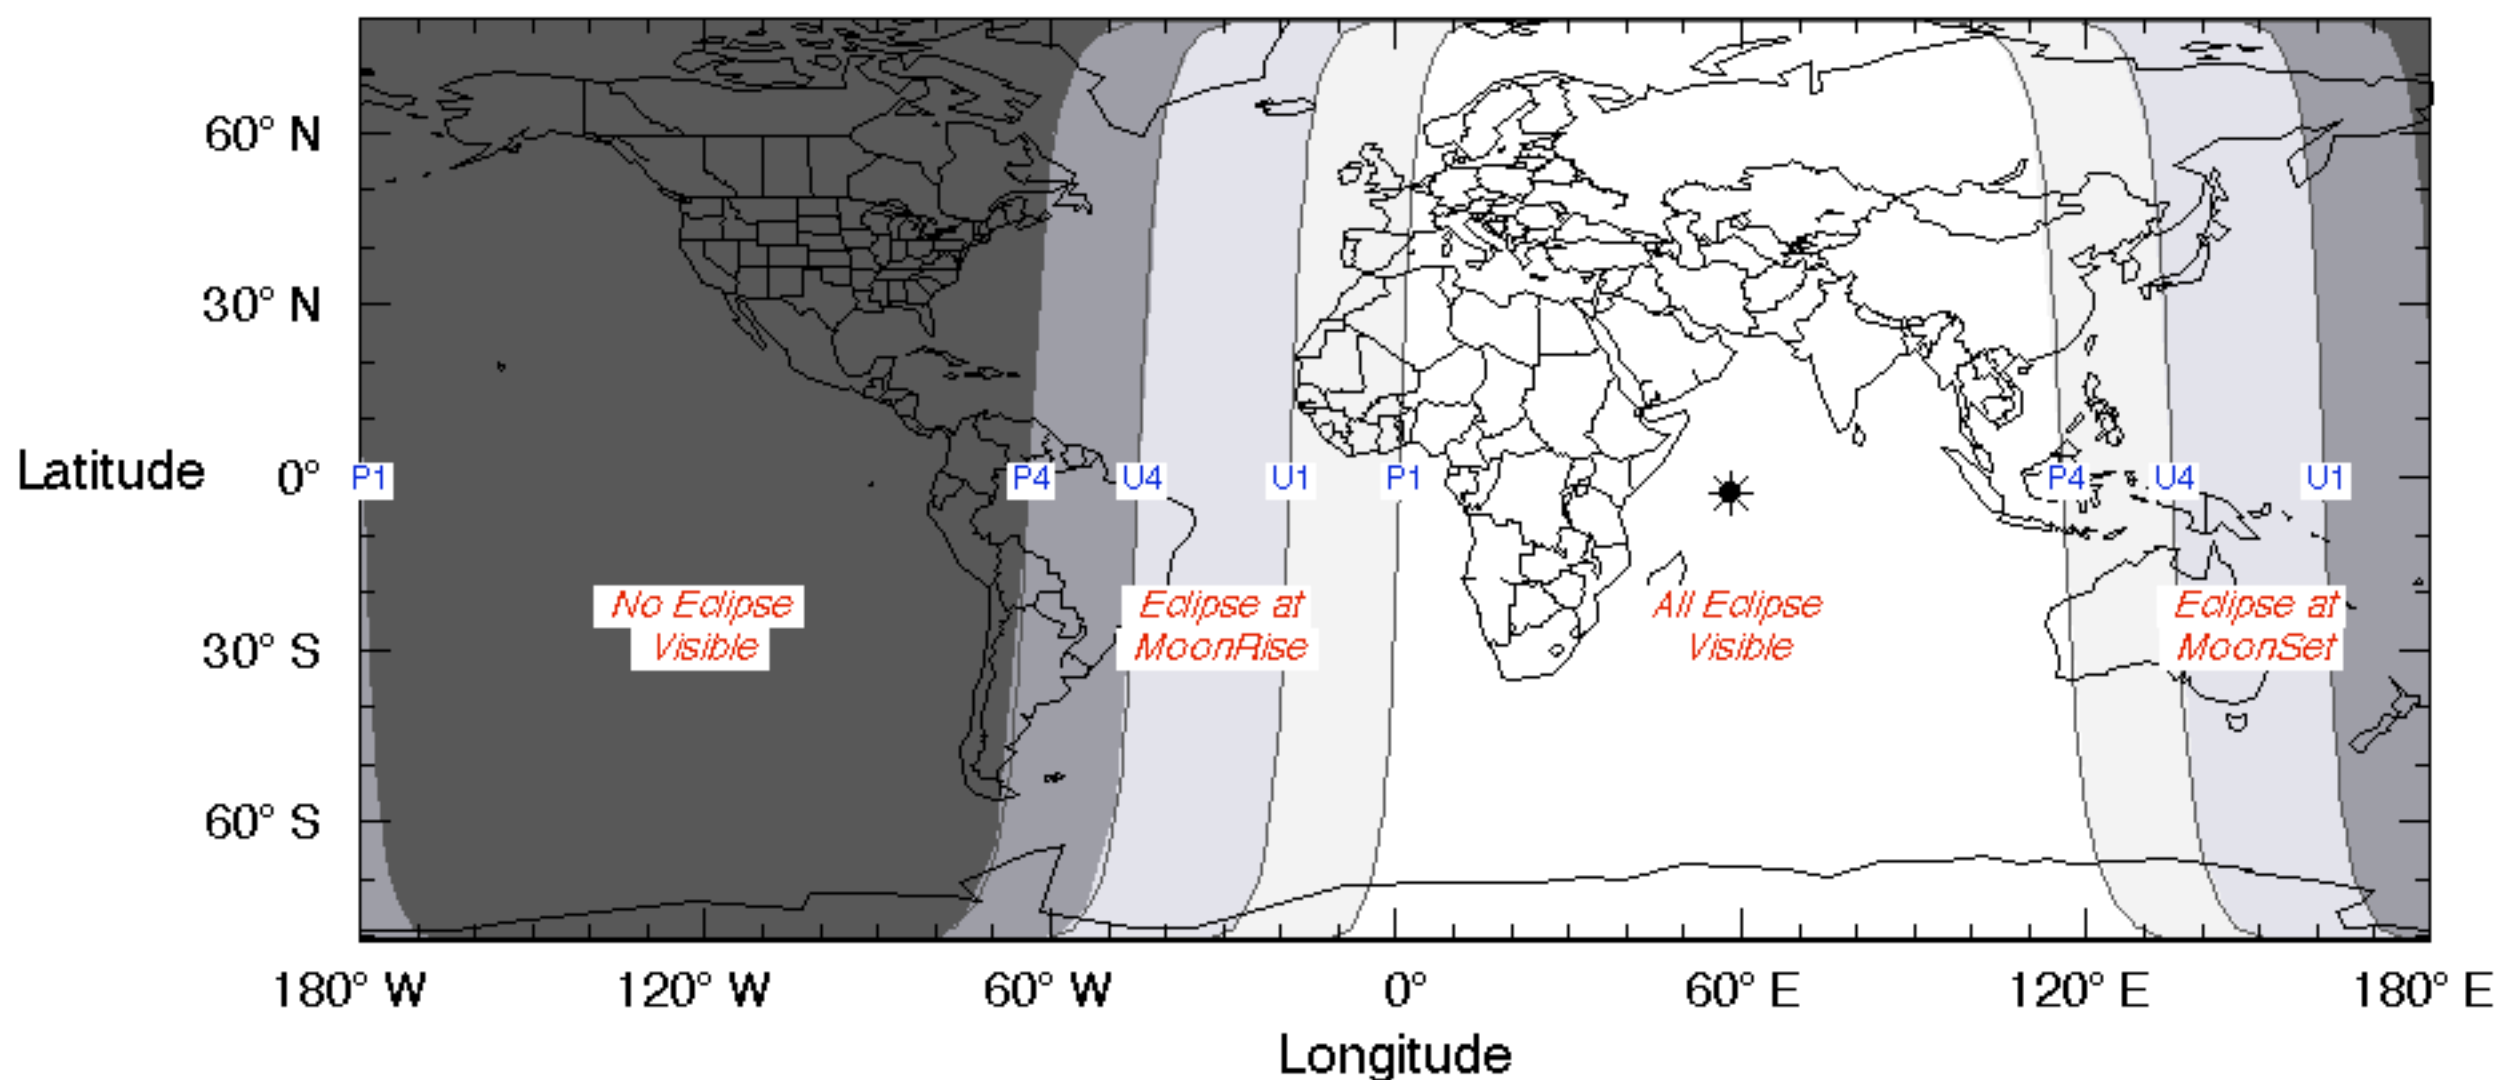 60° N
30° N
Latitude 0° P1 P4 U4 U1 P1 P4 U4 U1
No Eclipse Eclipse at All Eclipse Eclipse at
30° S Visible MoonRise Visible MoonSet
60° S
180° W 120° W 60° W 0° 60° E 120° E 180° E
Longitude